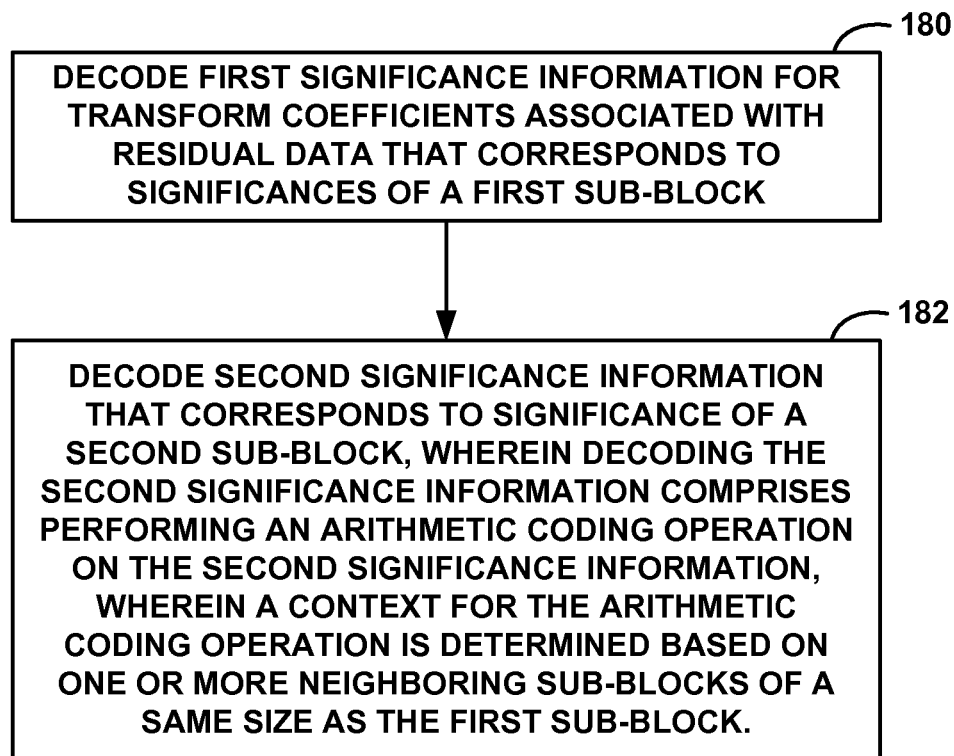 180
DECODE FIRST SIGNIFICANCE INFORMATION FOR
TRANSFORM COEFFICIENTS ASSOCIATED WITH
RESIDUAL DATA THAT CORRESPONDS TO
SIGNIFICANCES OF A FIRST SUB-BLOCK
182
DECODE SECOND SIGNIFICANCE INFORMATION
THAT CORRESPONDS TO SIGNIFICANCE OF A
SECOND SUB-BLOCK, WHEREIN DECODING THE
SECOND SIGNIFICANCE INFORMATION COMPRISES
PERFORMING AN ARITHMETIC CODING OPERATION
ON THE SECOND SIGNIFICANCE INFORMATION,
WHEREIN A CONTEXT FOR THE ARITHMETIC
CODING OPERATION IS DETERMINED BASED ON
ONE OR MORE NEIGHBORING SUB-BLOCKS OF A
SAME SIZE AS THE FIRST SUB-BLOCK.